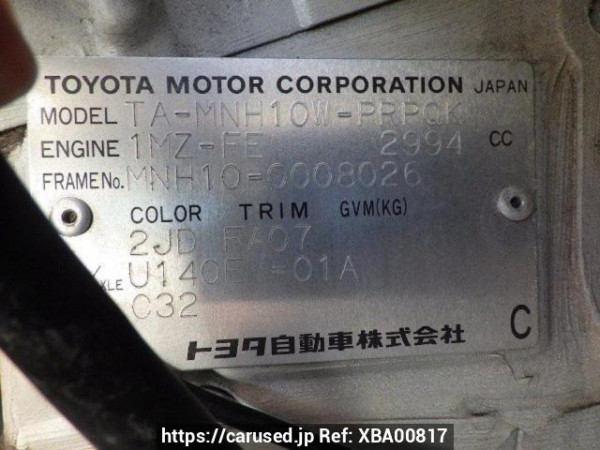 TOYOTA MOTOR CORPORATION JAPAN
MODEL TA-MNH10W-PRPQK
ENGINE 1MZ-FE 2994 CC
FRAME No. MNH10-0008026
COLOR TRIM GVM(KG)
2JD FA07
XLE U140F -01A
C32
C
トヨタ自動車株式会社
https://carused.jp Ref: XBA00817